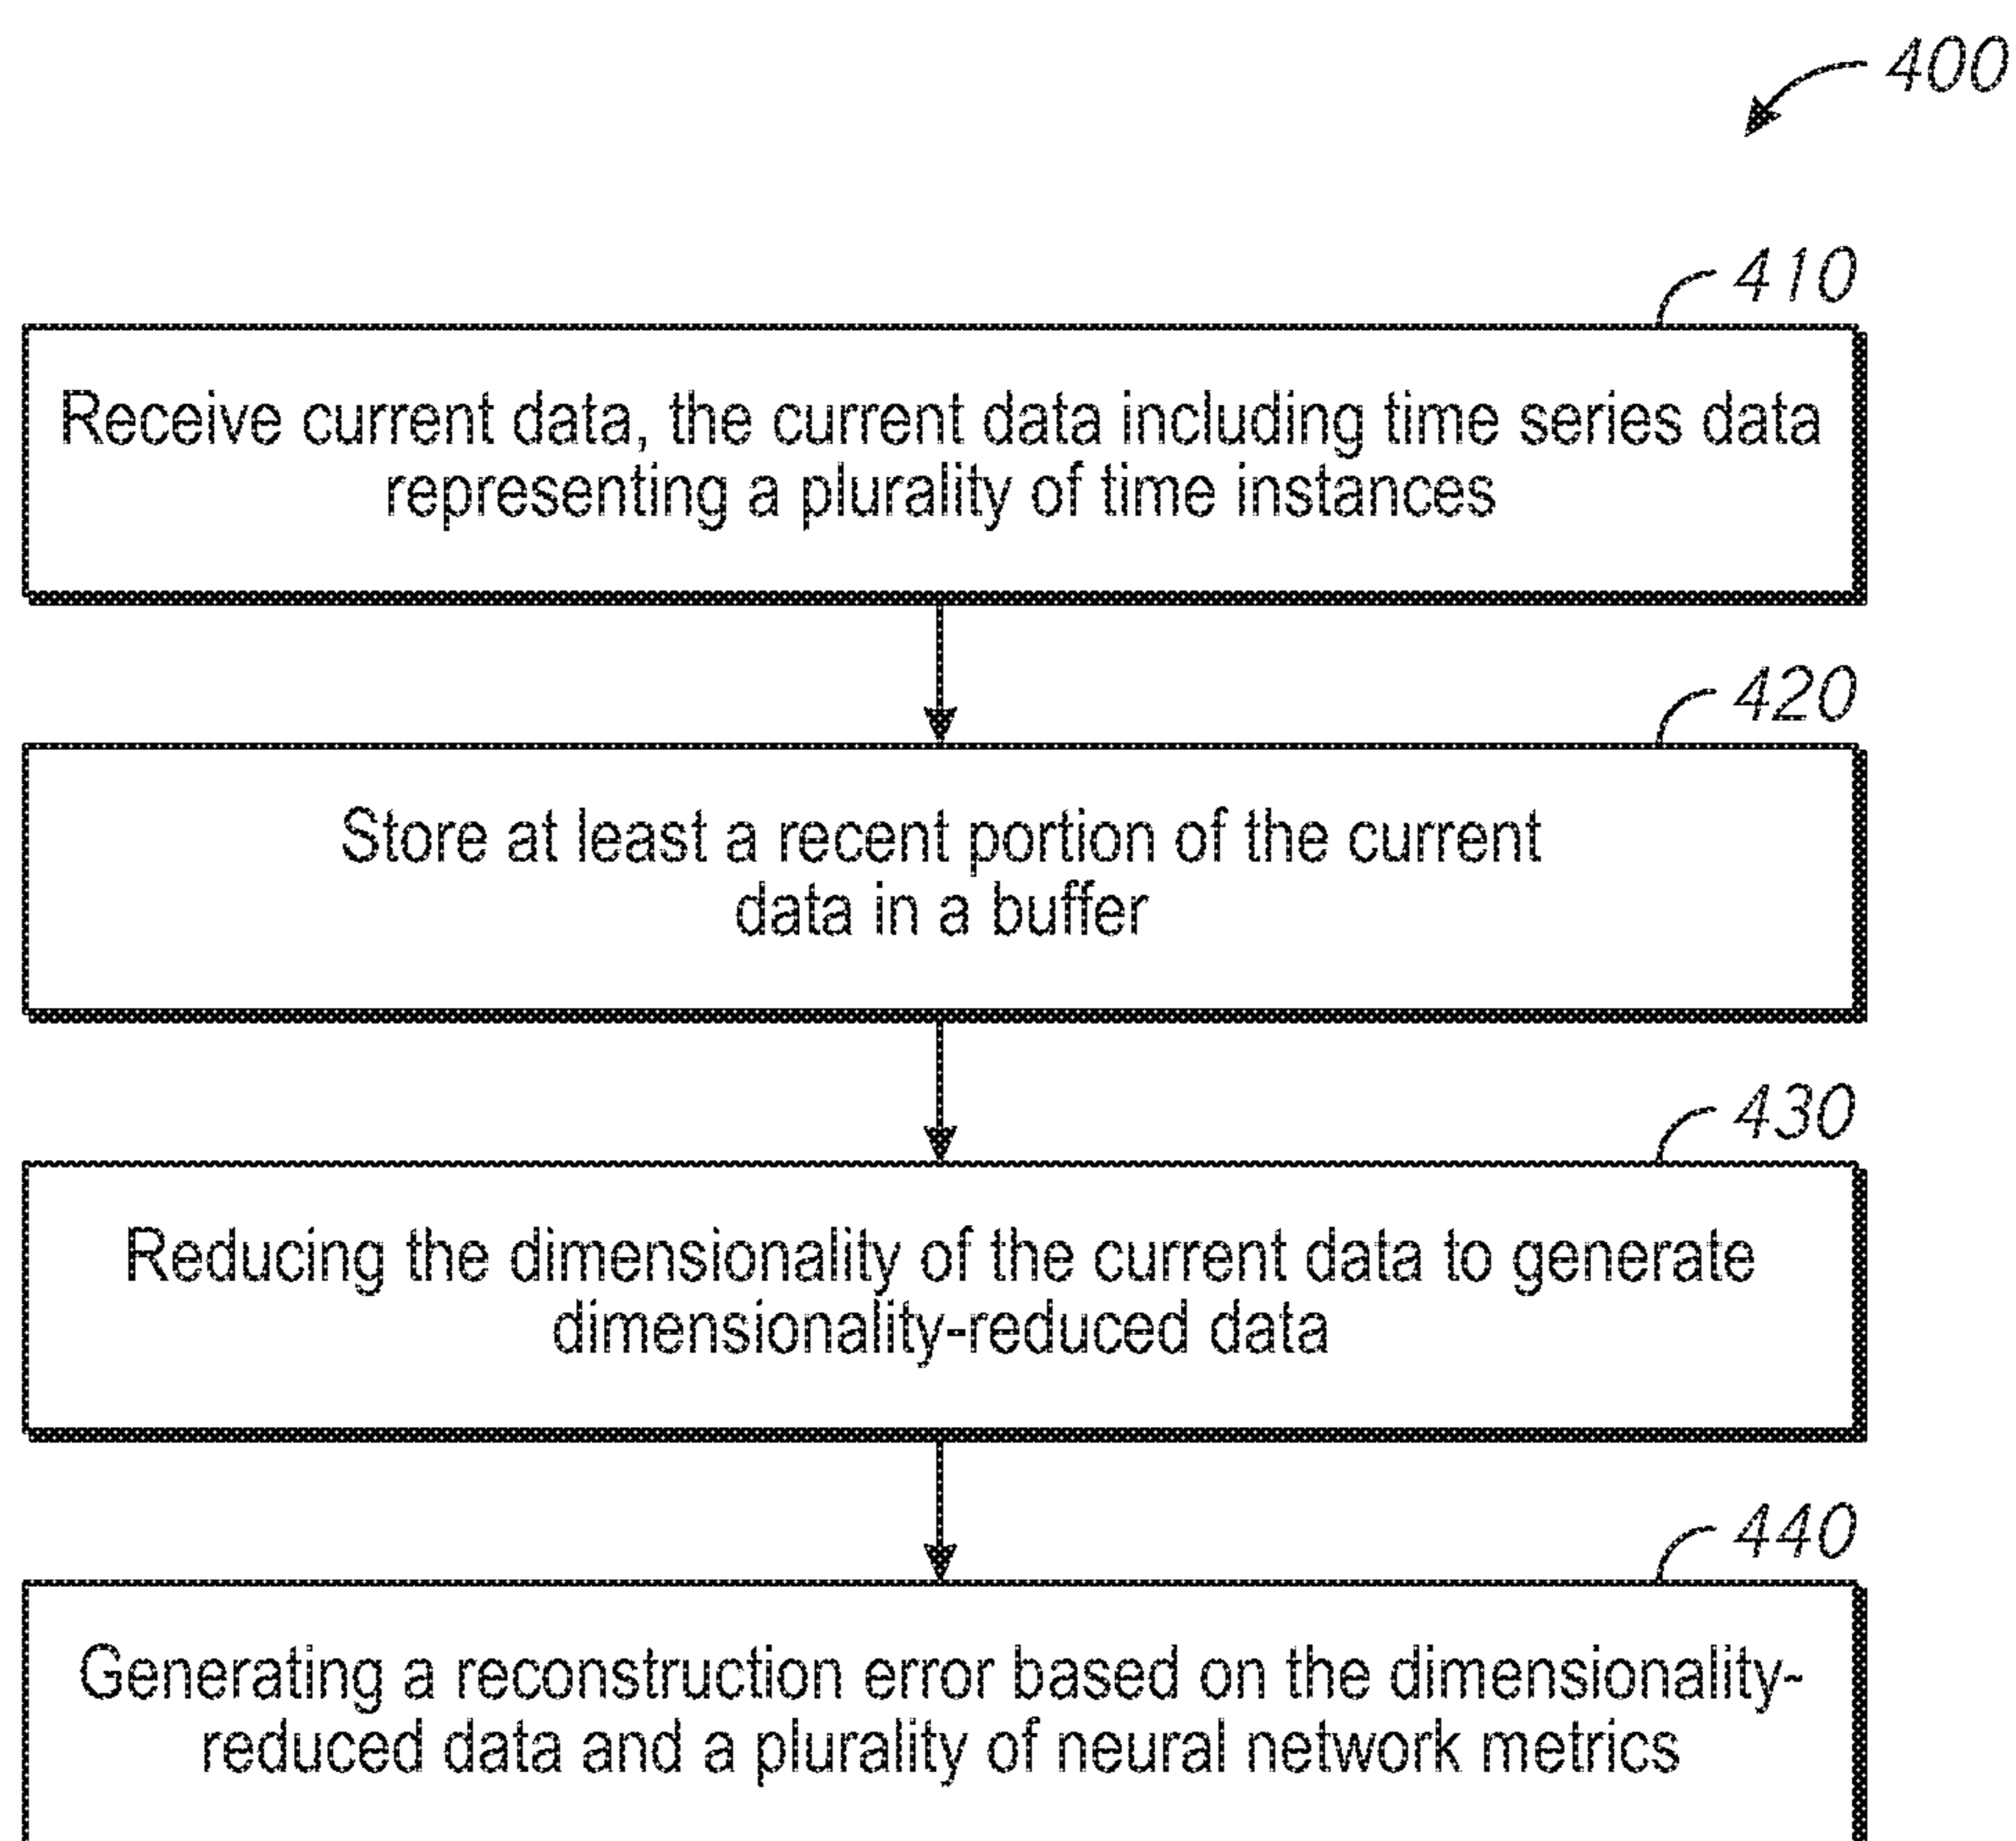 400
410
Receive current data, the current data including time series data
representing a plurality of time instances
420
Store at least a recent portion of the current
data in a buffer
430
Reducing the dimensionality of the current data to generate
dimensionality-reduced data
440
Generating a reconstruction error based on the dimensionality-
reduced data and a plurality of neural network metrics